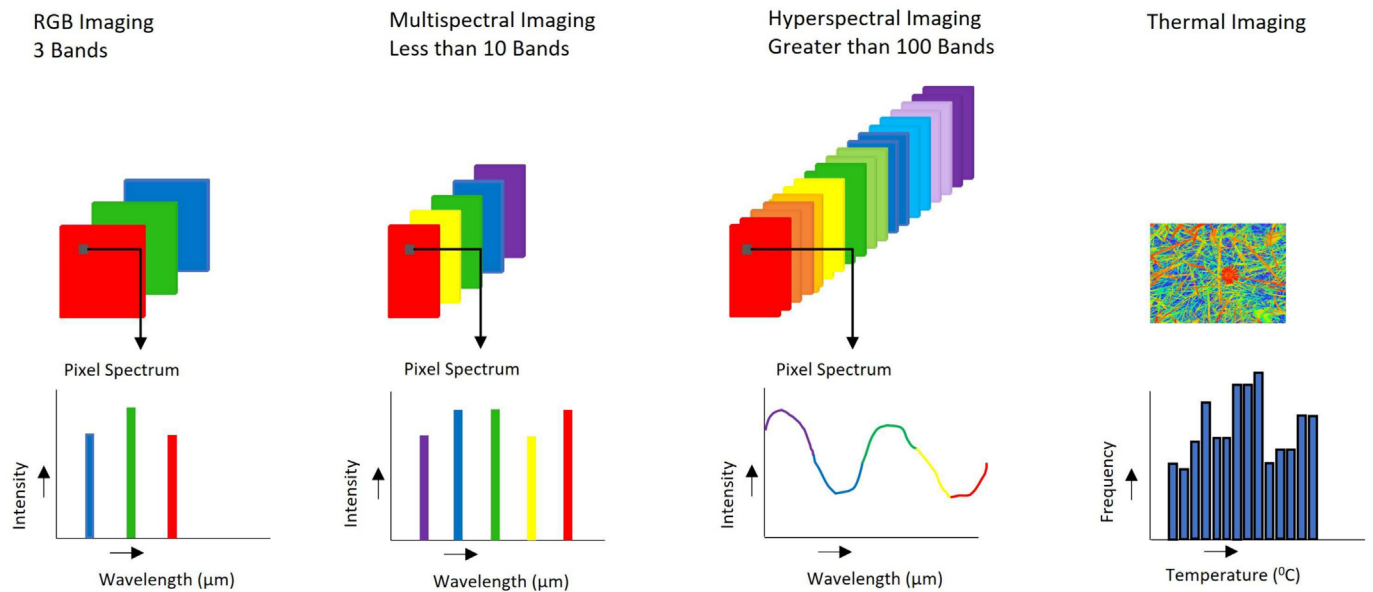 RGB Imaging
3 Bands
Multispectral Imaging
Less than 10 Bands
Hyperspectral Imaging
Greater than 100 Bands
Thermal Imaging
Pixel Spectrum
Pixel Spectrum
Pixel Spectrum
Intensity
Wavelength (µm)
Intensity
Wavelength (µm)
Intensity
Wavelength (µm)
Frequency
Temperature (⁰C)